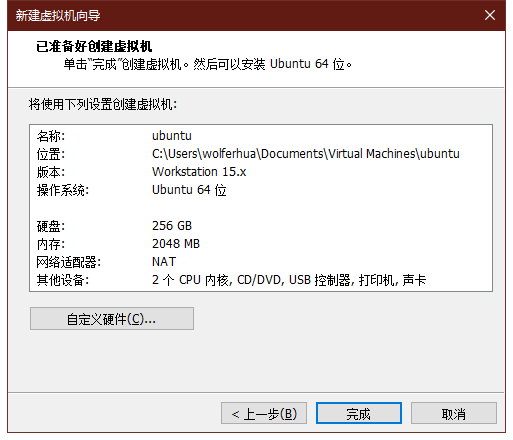 新建虚拟机向导
已准备好创建虚拟机
单击“完成”创建虚拟机。然后可以安装 Ubuntu 64 位。
将使用下列设置创建虚拟机:
名称: ubuntu
位置: C:\Users\wolferhua\Documents\Virtual Machines\ubuntu
版本: Workstation 15.x
操作系统: Ubuntu 64 位
硬盘: 256 GB
内存: 2048 MB
网络适配器: NAT
其他设备: 2 个 CPU 内核, CD/DVD, USB 控制器, 打印机, 声卡
自定义硬件(C)...
< 上一步(B) 完成 取消